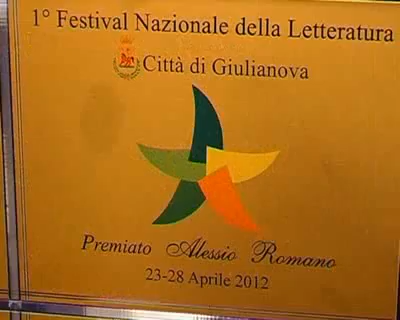 1° Festival Nazionale della Letteratura
Città di Giulianova
Premiato Alessio Romano
23-28 Aprile 2012